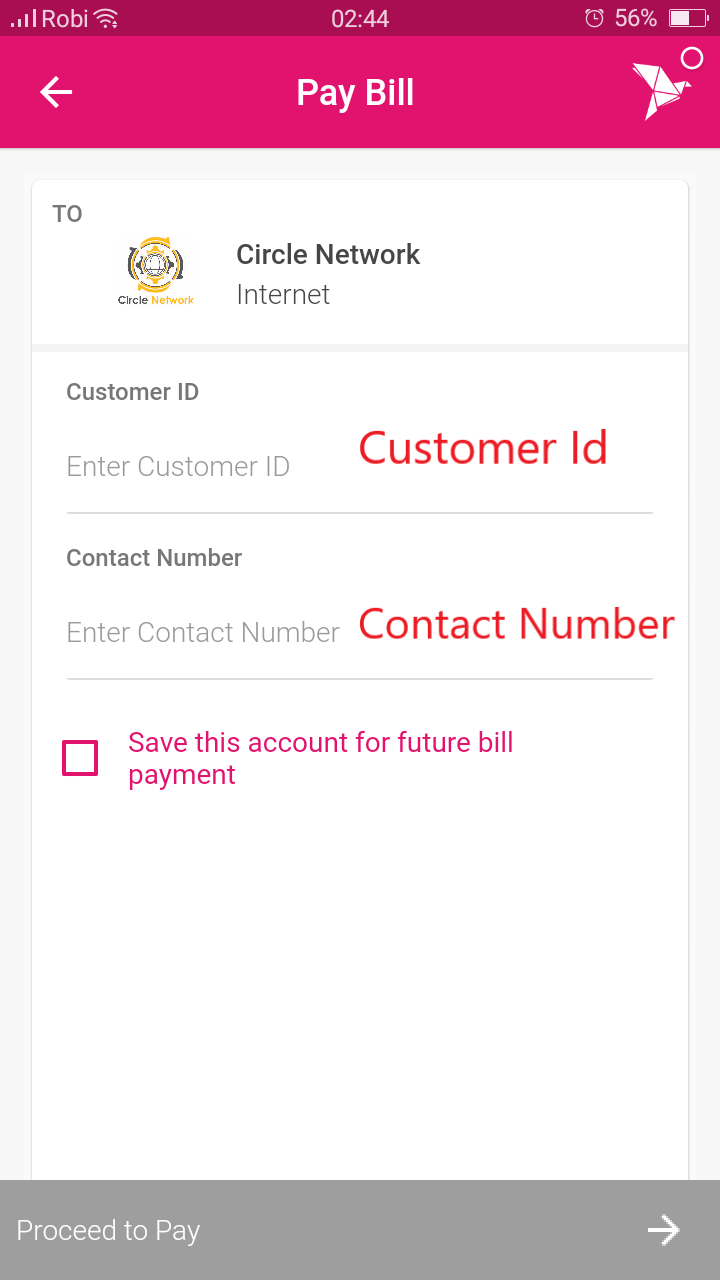 Robi 02:44 56%
Pay Bill
TO
Circle Network
Circle Network
Internet
Customer ID
Enter Customer ID Customer Id
Contact Number
Enter Contact Number Contact Number
Save this account for future bill
payment
Proceed to Pay